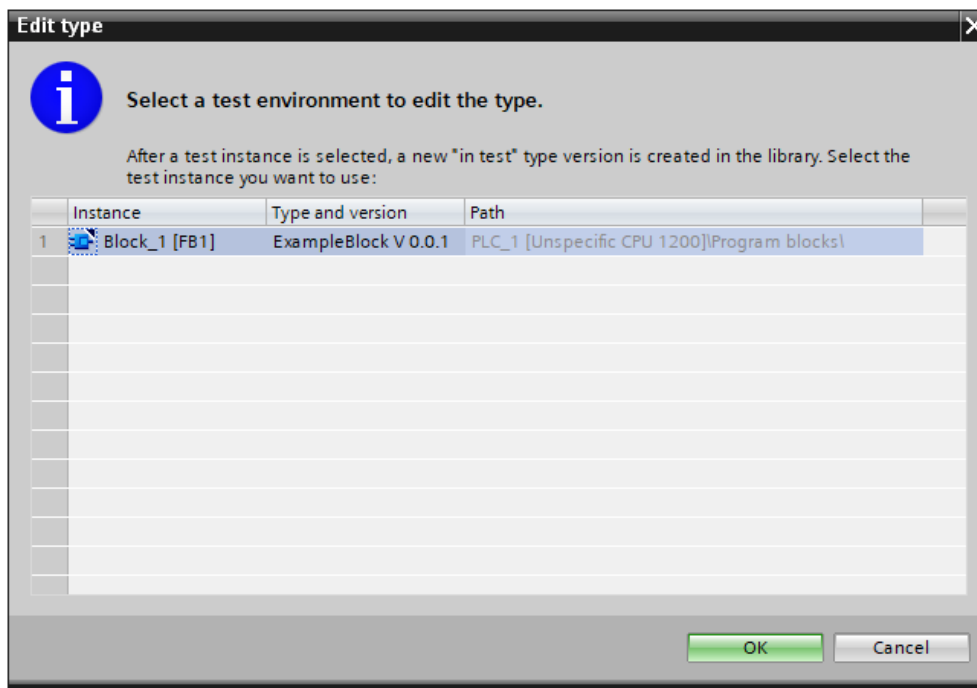 Edit type
Select a test environment to edit the type.
After a test instance is selected, a new "in test" type version is created in the library. Select the
test instance you want to use:
Instance Type and version Path
1 Block_1 [FB1] ExampleBlock V 0.0.1 PLC_1 [Unspecific CPU 1200]\Program blocks\
OK Cancel